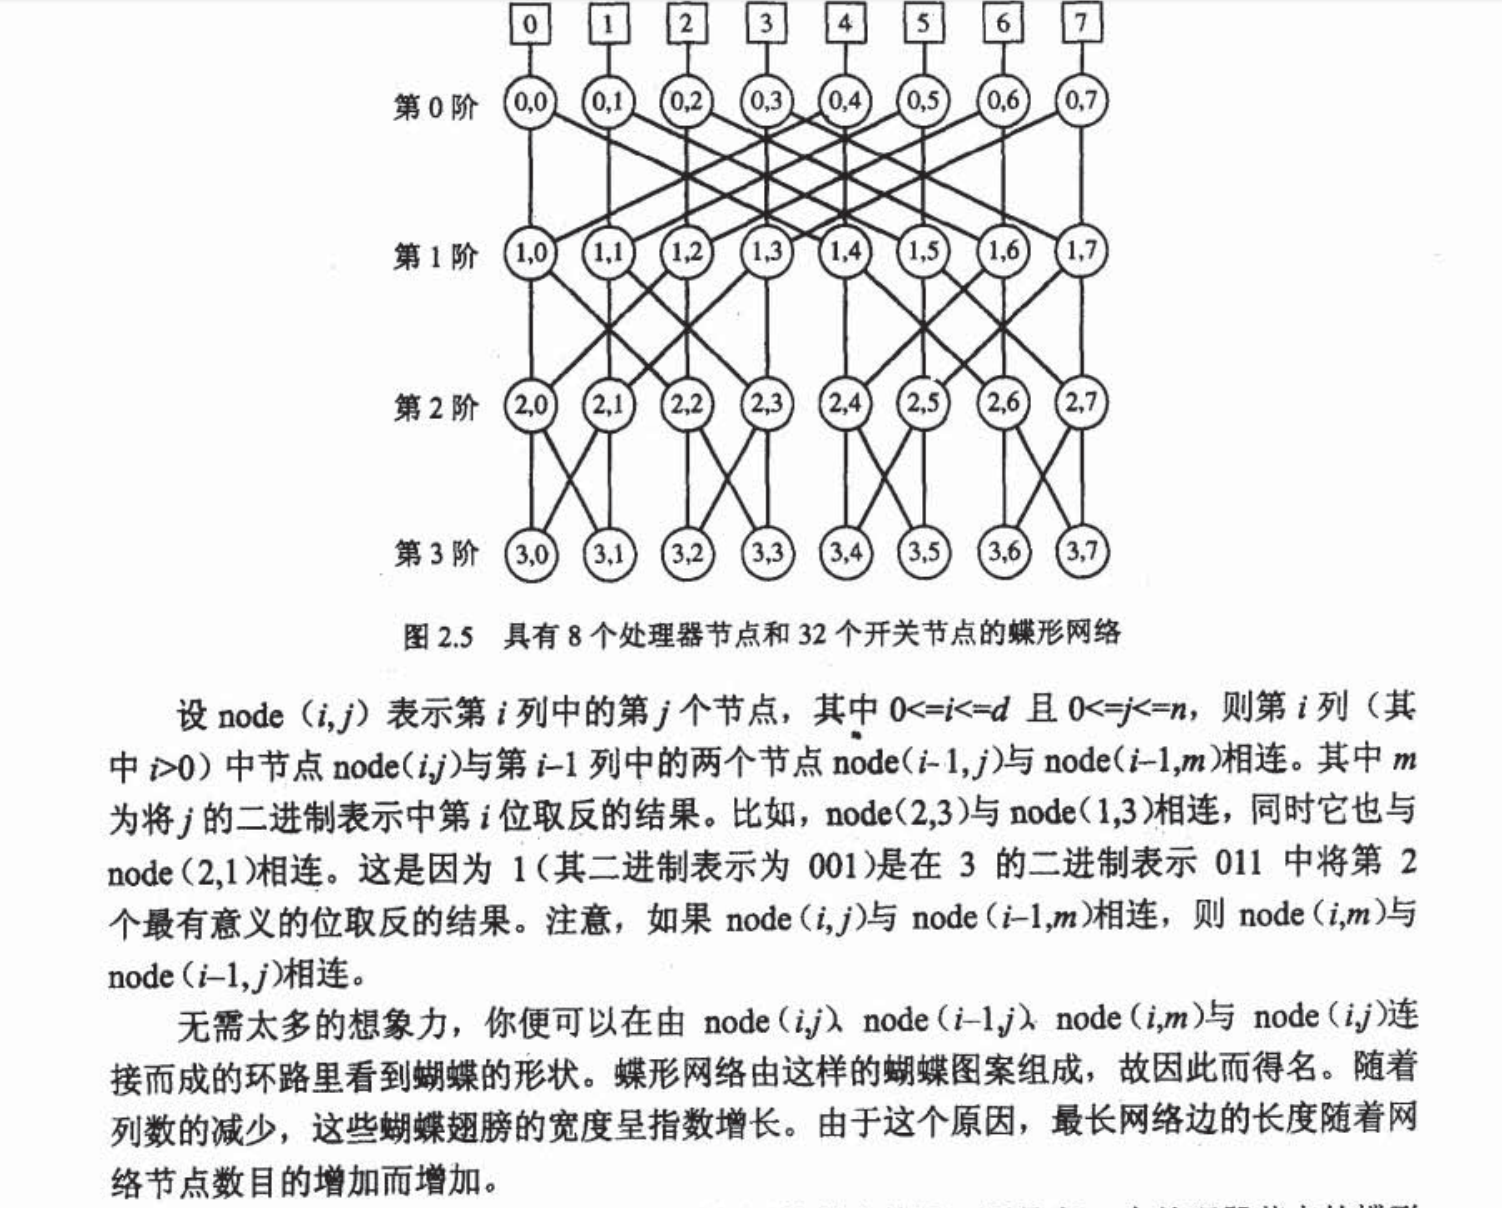 0 1 2 3 4 5 6 7
第 0 阶 0,0 0,1 0,2 0,3 0,4 0,5 0,6 0,7
第 1 阶 1,0 1,1 1,2 1,3 1,4 1,5 1,6 1,7
第 2 阶 2,0 2,1 2,2 2,3 2,4 2,5 2,6 2,7
第 3 阶 3,0 3,1 3,2 3,3 3,4 3,5 3,6 3,7
图 2.5 具有 8 个处理器节点和 32 个开关节点的蝶形网络
设 node（i,j）表示第 i 列中的第 j 个节点，其中 0<=i<=d 且 0<=j<=n，则第 i 列（其
中 i>0）中节点 node(i,j)与第 i–1 列中的两个节点 node(i-1,j)与 node(i–1,m)相连。其中 m
为将 j 的二进制表示中第 i 位取反的结果。比如，node(2,3)与 node(1,3)相连，同时它也与
node(2,1)相连。这是因为 1(其二进制表示为 001)是在 3 的二进制表示 011 中将第 2
个最有意义的位取反的结果。注意，如果 node(i,j)与 node(i–1,m)相连，则 node(i,m)与
node(i–1,j)相连。
无需太多的想象力，你便可以在由 node(i,j)、node(i–1,j)、node(i,m)与 node(i,j)连
接而成的环路里看到蝴蝶的形状。蝶形网络由这样的蝴蝶图案组成，故因此而得名。随着
列数的减少，这些蝴蝶翅膀的宽度呈指数增长。由于这个原因，最长网络边的长度随着网
络节点数目的增加而增加。